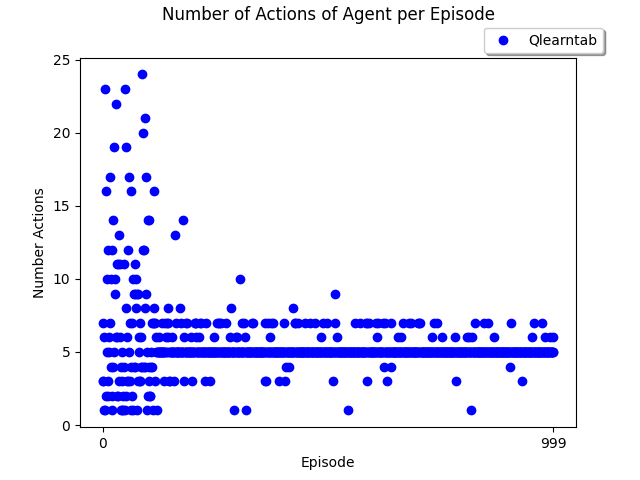 Number of Actions of Agent per Episode
Qlearntab
25
20
15
10
5
0
Number Actions
0
999
Episode